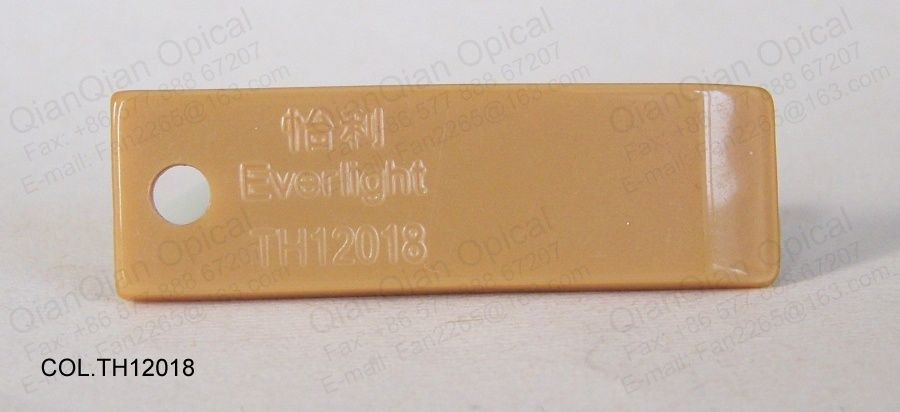 怡利
Everlight
TH12018
COL.TH12018
QianQian Opical
Fax: +86 577 888 67207
E-mail: Fan2265@163.com